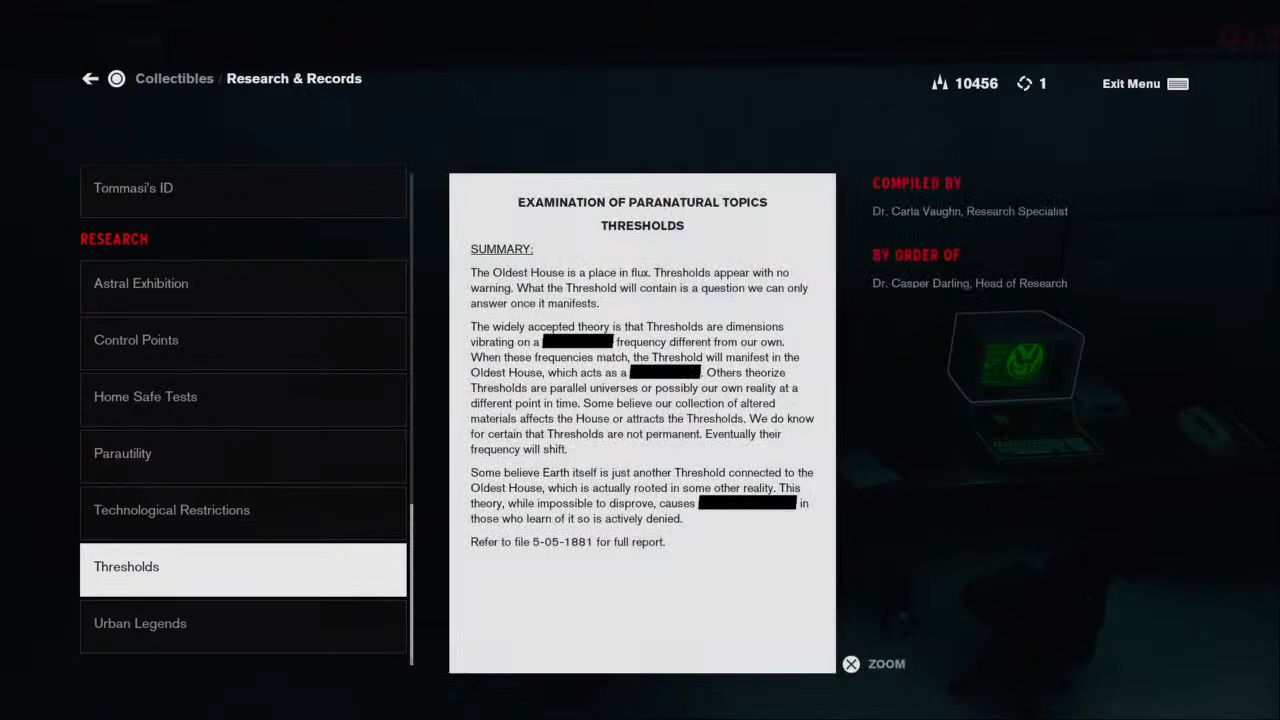 Collectibles / Research & Records
10456
1
Exit Menu
Tommasi's ID
RESEARCH
Astral Exhibition
Control Points
Home Safe Tests
Parautility
Technological Restrictions
Thresholds
Urban Legends
EXAMINATION OF PARANATURAL TOPICS
THRESHOLDS
SUMMARY:
The Oldest House is a place in flux. Thresholds appear with no
warning. What the Threshold will contain is a question we can only
answer once it manifests.
The widely accepted theory is that Thresholds are dimensions
vibrating on a frequency different from our own.
When these frequencies match, the Threshold will manifest in the
Oldest House, which acts as a . Others theorize
Thresholds are parallel universes or possibly our own reality at a
different point in time. Some believe our collection of altered
materials affects the House or attracts the Thresholds. We do know
for certain that Thresholds are not permanent. Eventually their
frequency will shift.
Some believe Earth itself is just another Threshold connected to the
Oldest House, which is actually rooted in some other reality. This
theory, while impossible to disprove, causes in
those who learn of it so is actively denied.
Refer to file 5-05-1881 for full report.
COMPILED BY
Dr. Carla Vaughn, Research Specialist
BY ORDER OF
Dr. Casper Darling, Head of Research
ZOOM